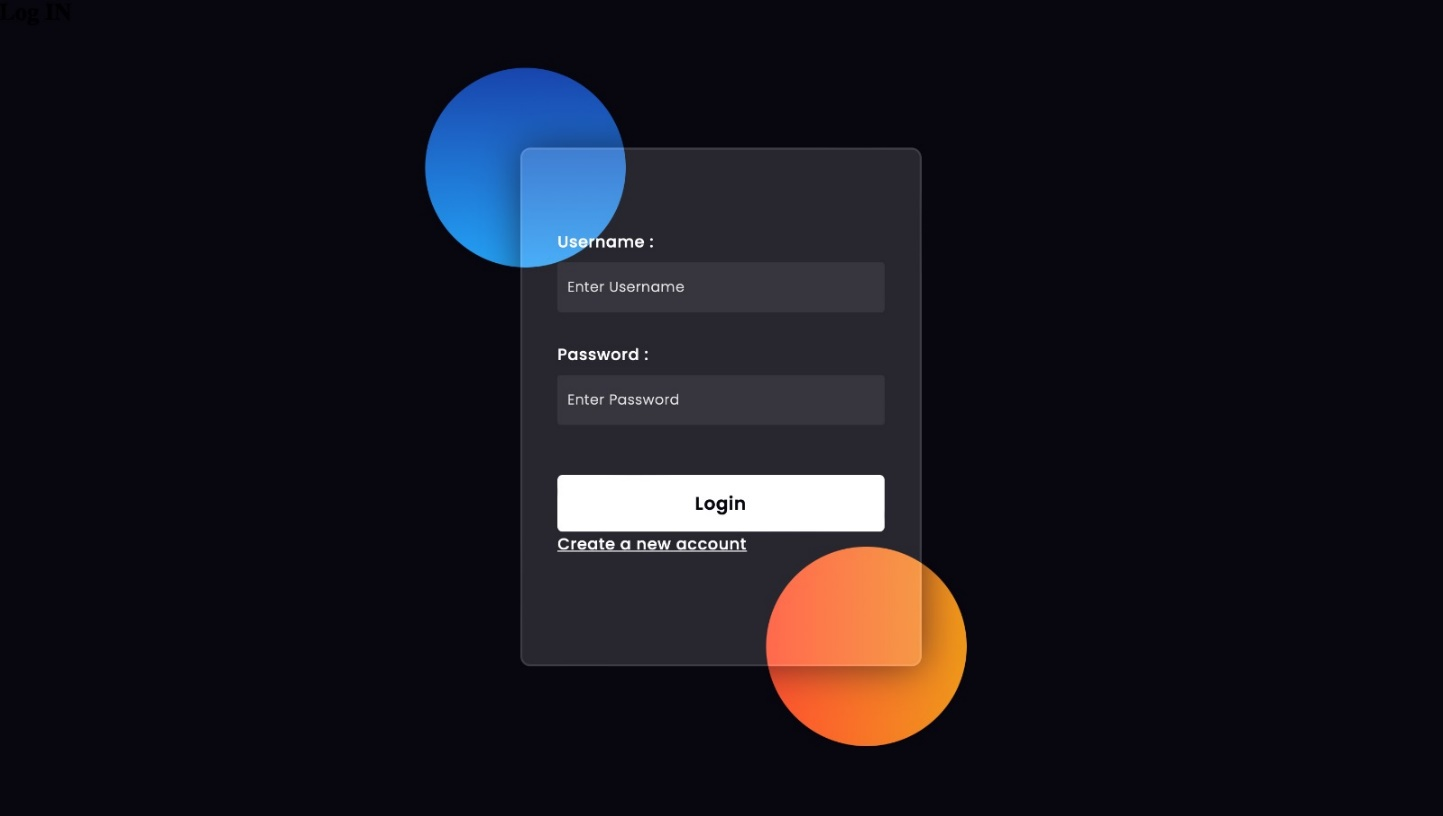 Log IN
Username :
Enter Username
Password :
Enter Password
Login
Create a new account